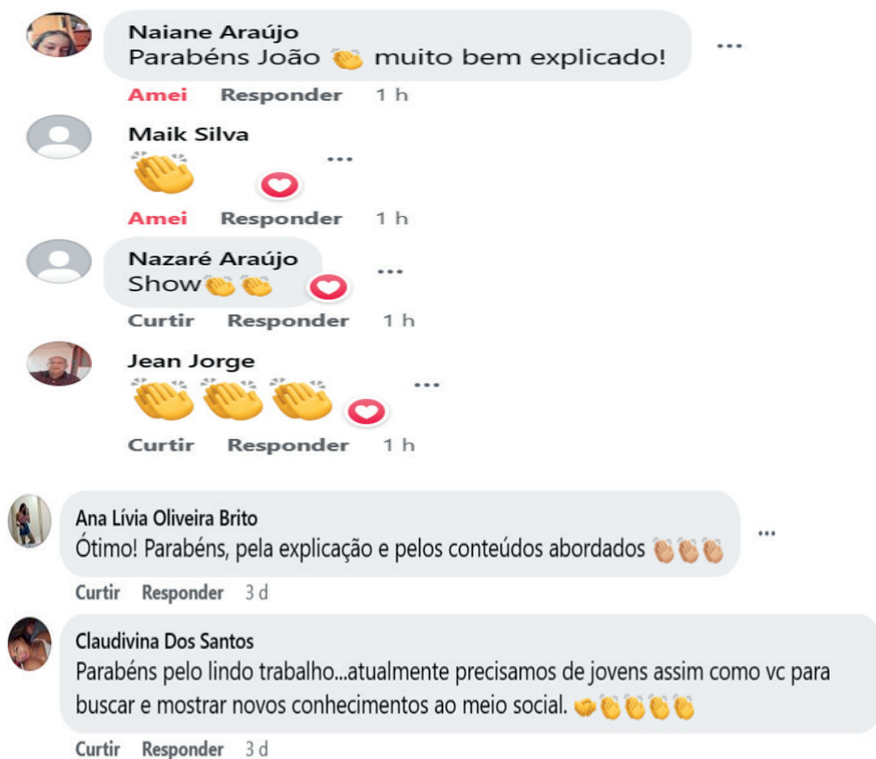 Naiane Araújo
Parabéns João 👏 muito bem explicado!
Amei Responder 1 h
Maik Silva
👏
Amei Responder 1 h
Nazaré Araújo
Show👏👏
Curtir Responder 1 h
Jean Jorge
👏👏👏
Curtir Responder 1 h
Ana Lívia Oliveira Brito
Ótimo! Parabéns, pela explicação e pelos conteúdos abordados 👏🏼👏🏼👏🏼
Curtir Responder 3 d
Claudivina Dos Santos
Parabéns pelo lindo trabalho...atualmente precisamos de jovens assim como vc para
buscar e mostrar novos conhecimentos ao meio social. 🤝👏👏👏👏
Curtir Responder 3 d